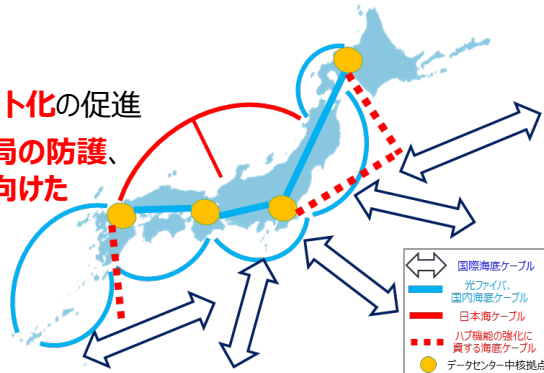 ト化の促進
局の防護、
向けた
国際海底ケーブル
光ファイバ、
国内海底ケーブル
日本海ケーブル
ハブ機能の強化に
資する海底ケーブル
データセンター中核拠点